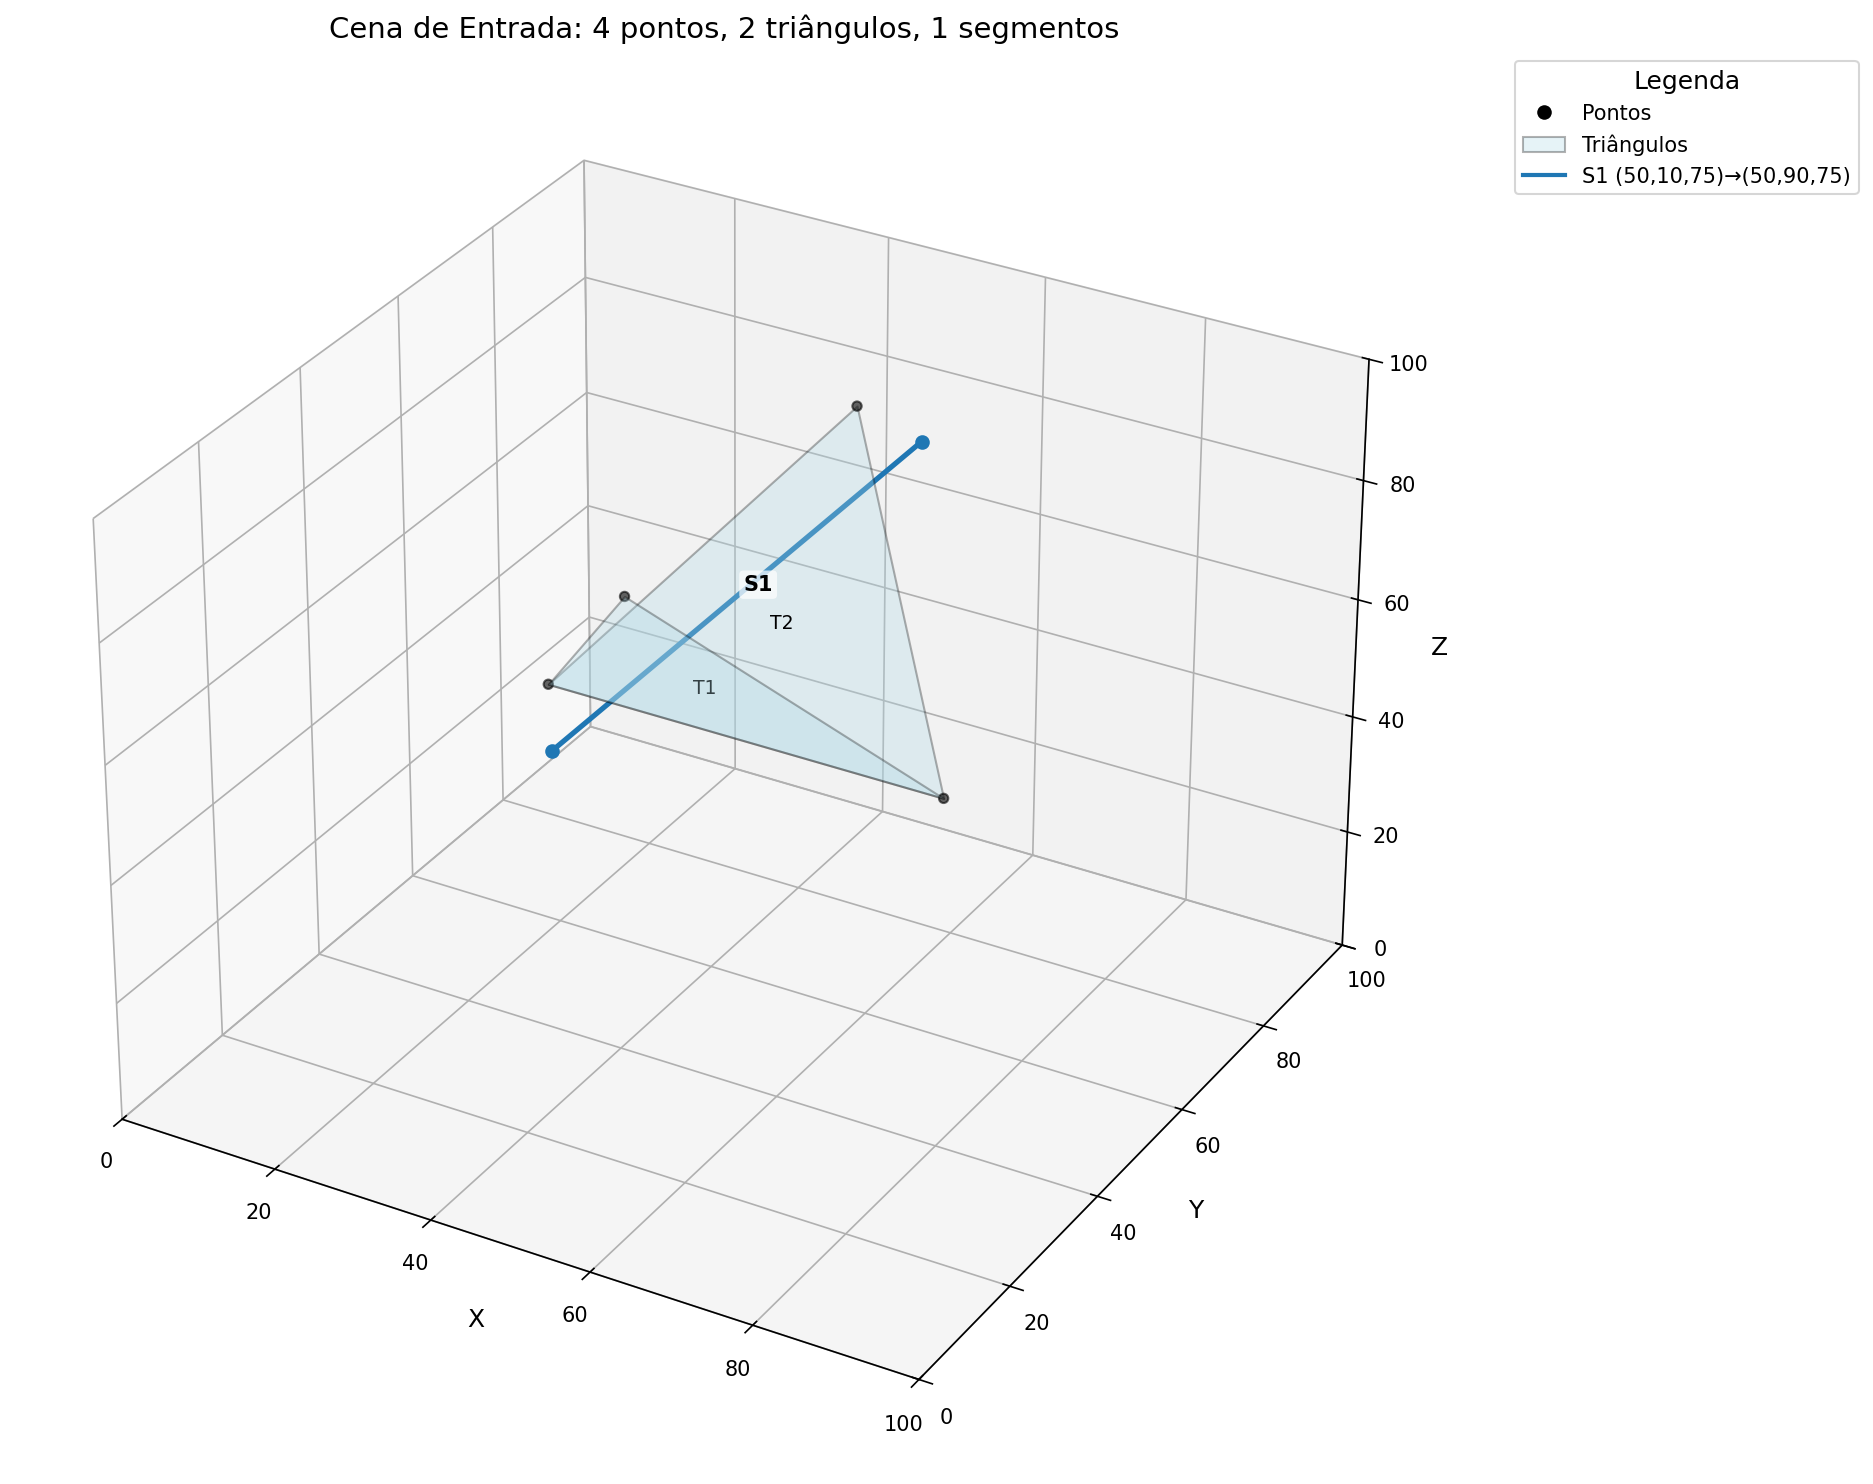 Cena de Entrada: 4 pontos, 2 triângulos, 1 segmentos
Legenda
Pontos
Triângulos
S1 (50,10,75)→(50,90,75)
S1
T2
T1
100
80
60
40
20
0
Z
100
80
60
40
20
0
Y
0
20
40
60
80
100
X